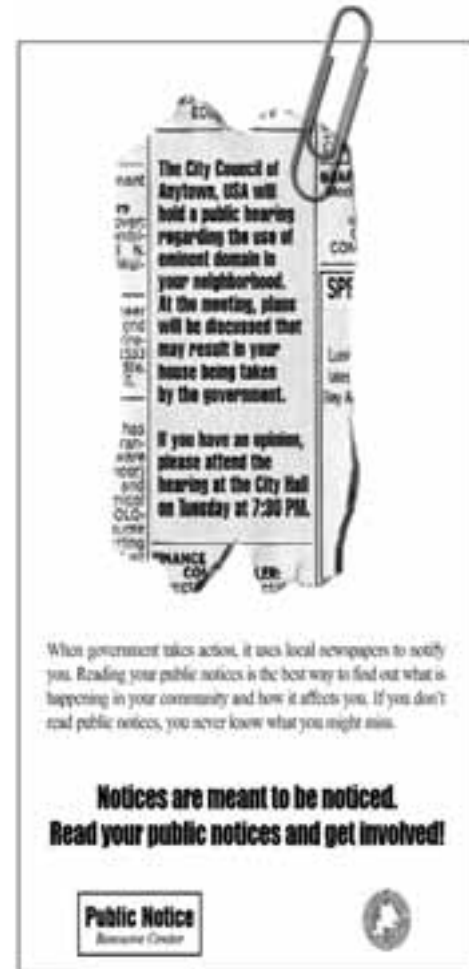 The City Council of
Anytown, USA will
hold a public hearing
regarding the use of
eminent domain in
your neighborhood.
At the meeting, plans
will be discussed that
may result in your
house being taken
by the government.
If you have an opinion,
please attend the
hearing at the City Hall
on Tuesday at 7:30 PM.
SPE
When government takes action, it uses local newspapers to notify
you. Reading your public notices is the best way to find out what is
happening in your community and how it affects you. If you don't
read public notices, you never know what you might miss.
Notices are meant to be noticed.
Read your public notices and get involved!
Public Notice
Resource Center